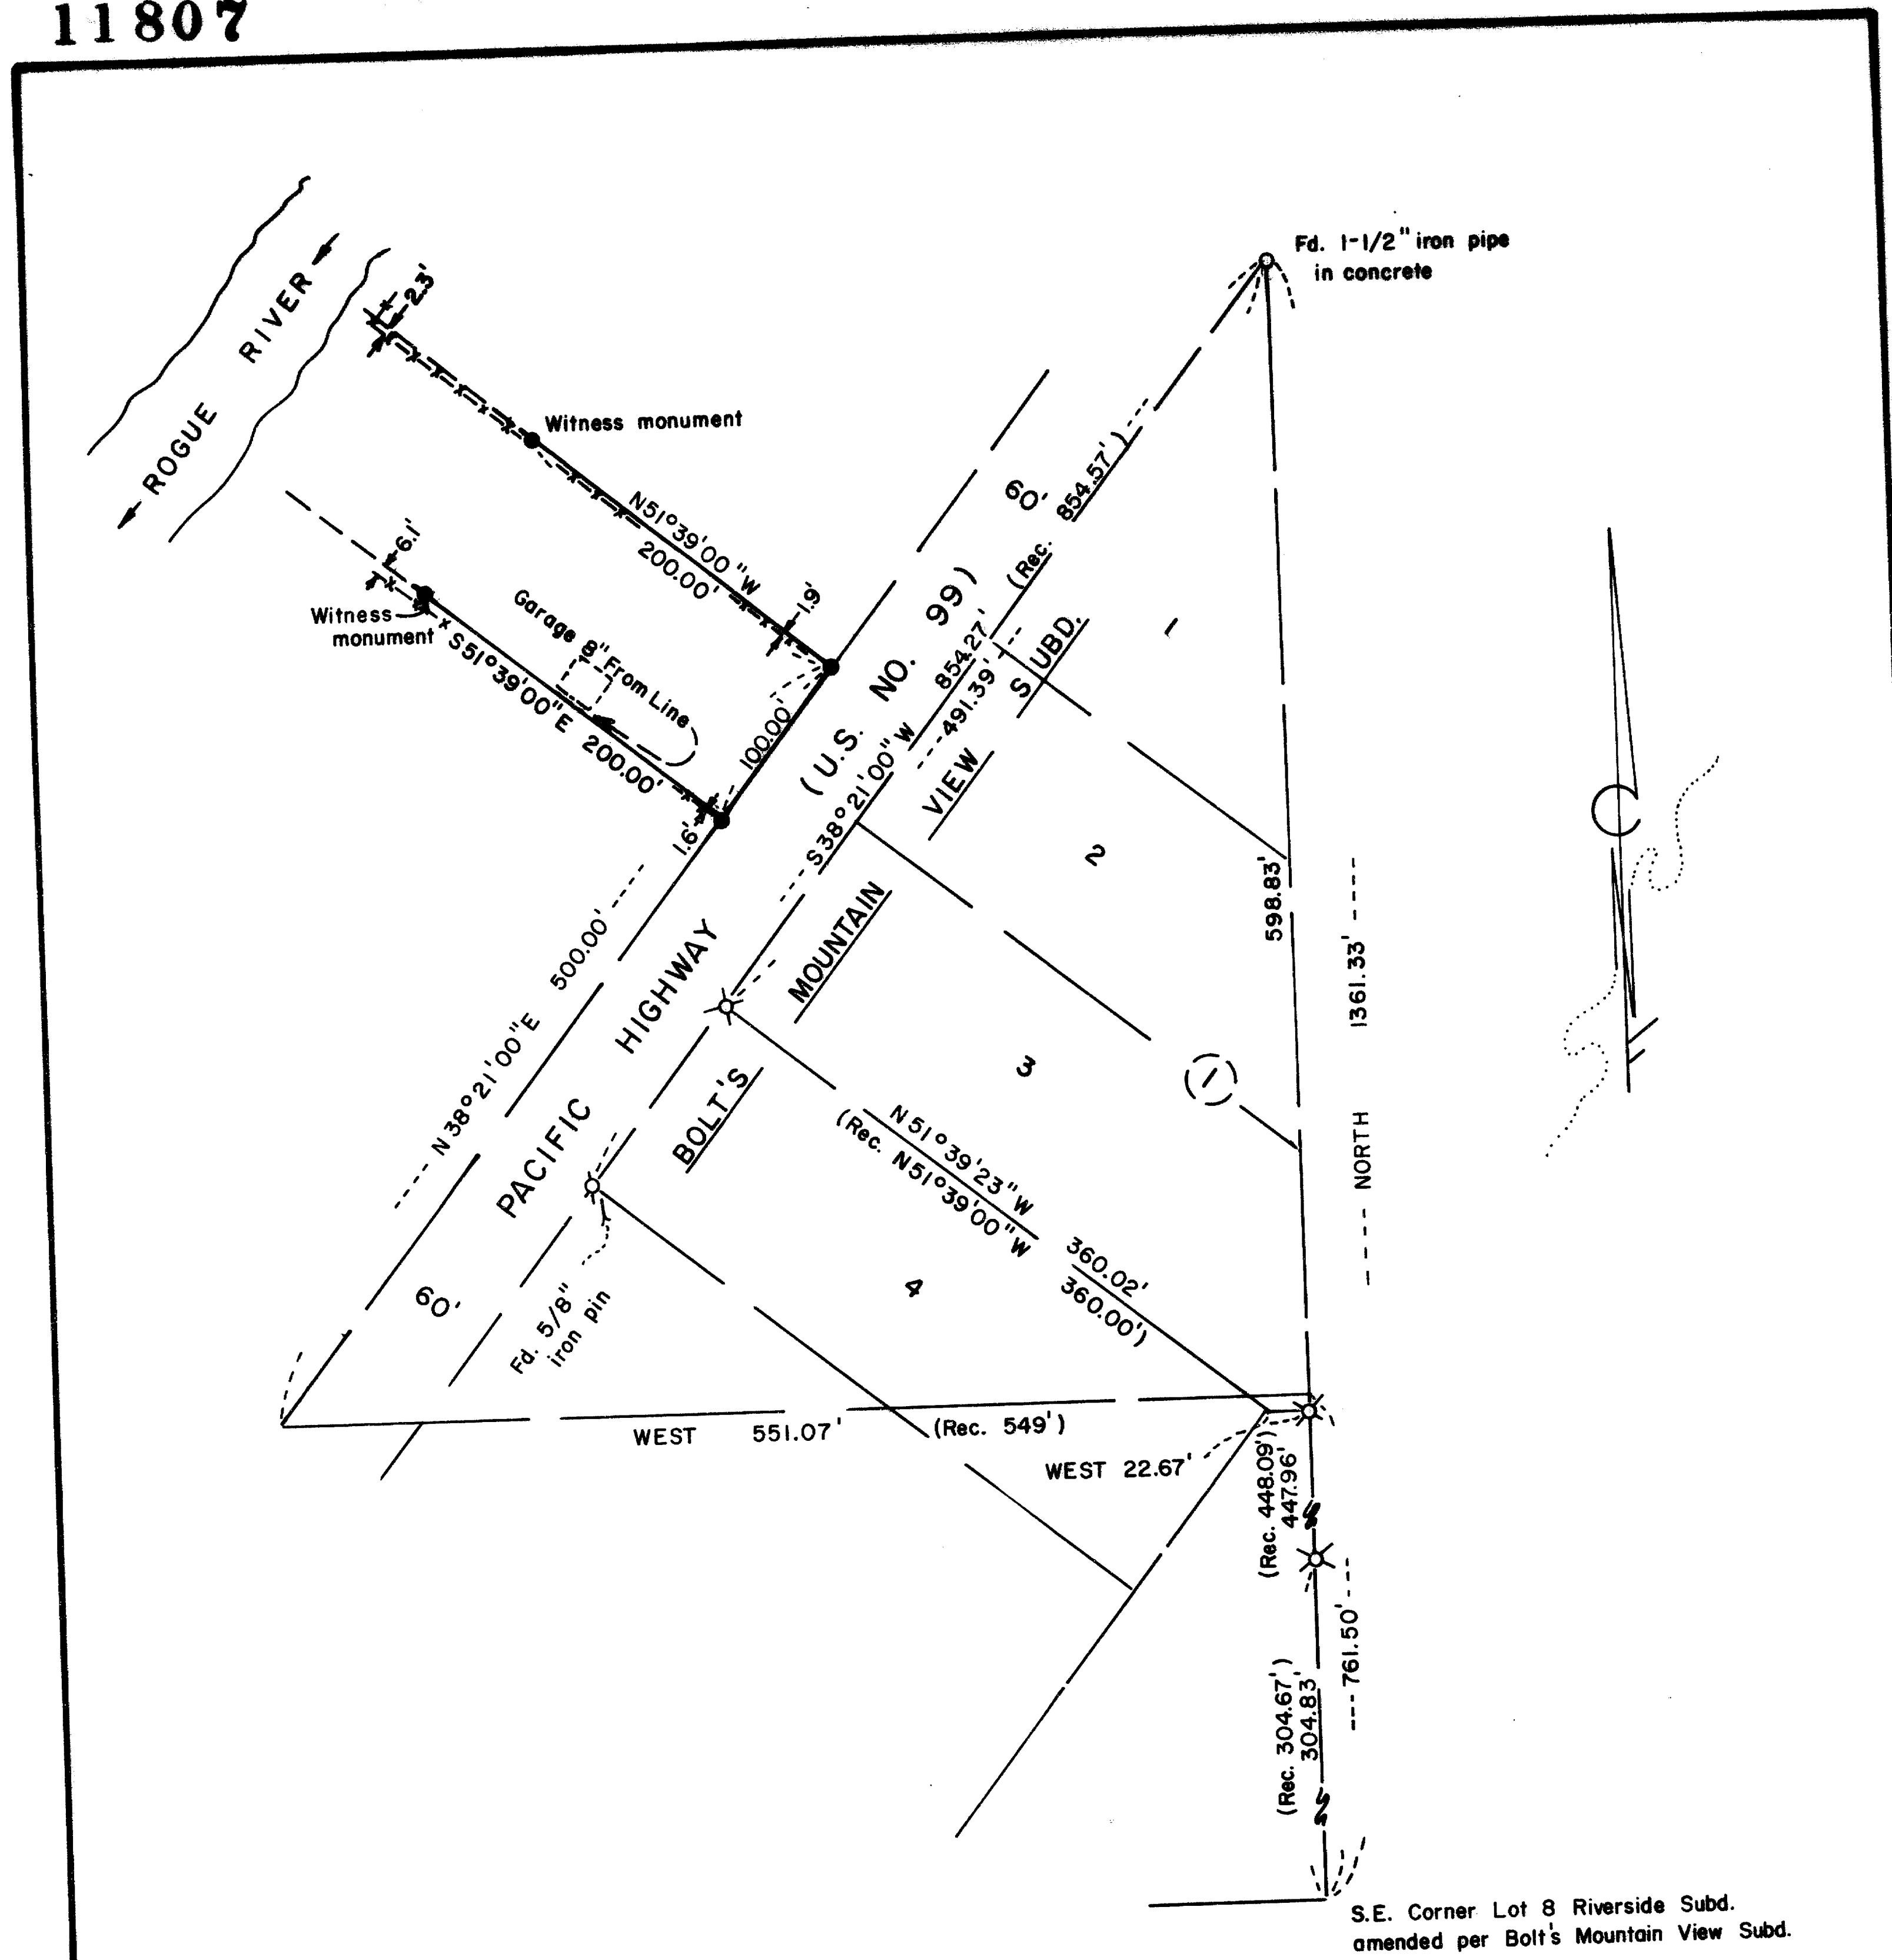 11807
Fd. 1-1/2" iron pipe
in concrete
2.3'
ROGUE RIVER
Witness monument
N51°39'00"W
200.00'
1.9'
6.1'
Witness
monument
Garage 8" From Line
S51°39'00"E 200.00'
1.6'
100.00'
60'
854.27' (Rec. 854.57')
S38°21'00"W
491.39'
PACIFIC HIGHWAY (U.S. NO. 99)
BOLT'S MOUNTAIN VIEW SUBD.
1
2
3
4
1
598.83'
NORTH 1361.33'
N38°21'00"E 500.00'
N51°39'23"W 360.02'
(Rec. N51°39'00"W 360.00')
60'
Fd. 5/8"
iron pin
WEST 551.07' (Rec. 549')
WEST 22.67'
(Rec. 448.09')
447.96'
761.50'
(Rec. 304.67')
304.83'
S.E. Corner Lot 8 Riverside Subd.
amended per Bolt's Mountain View Subd.